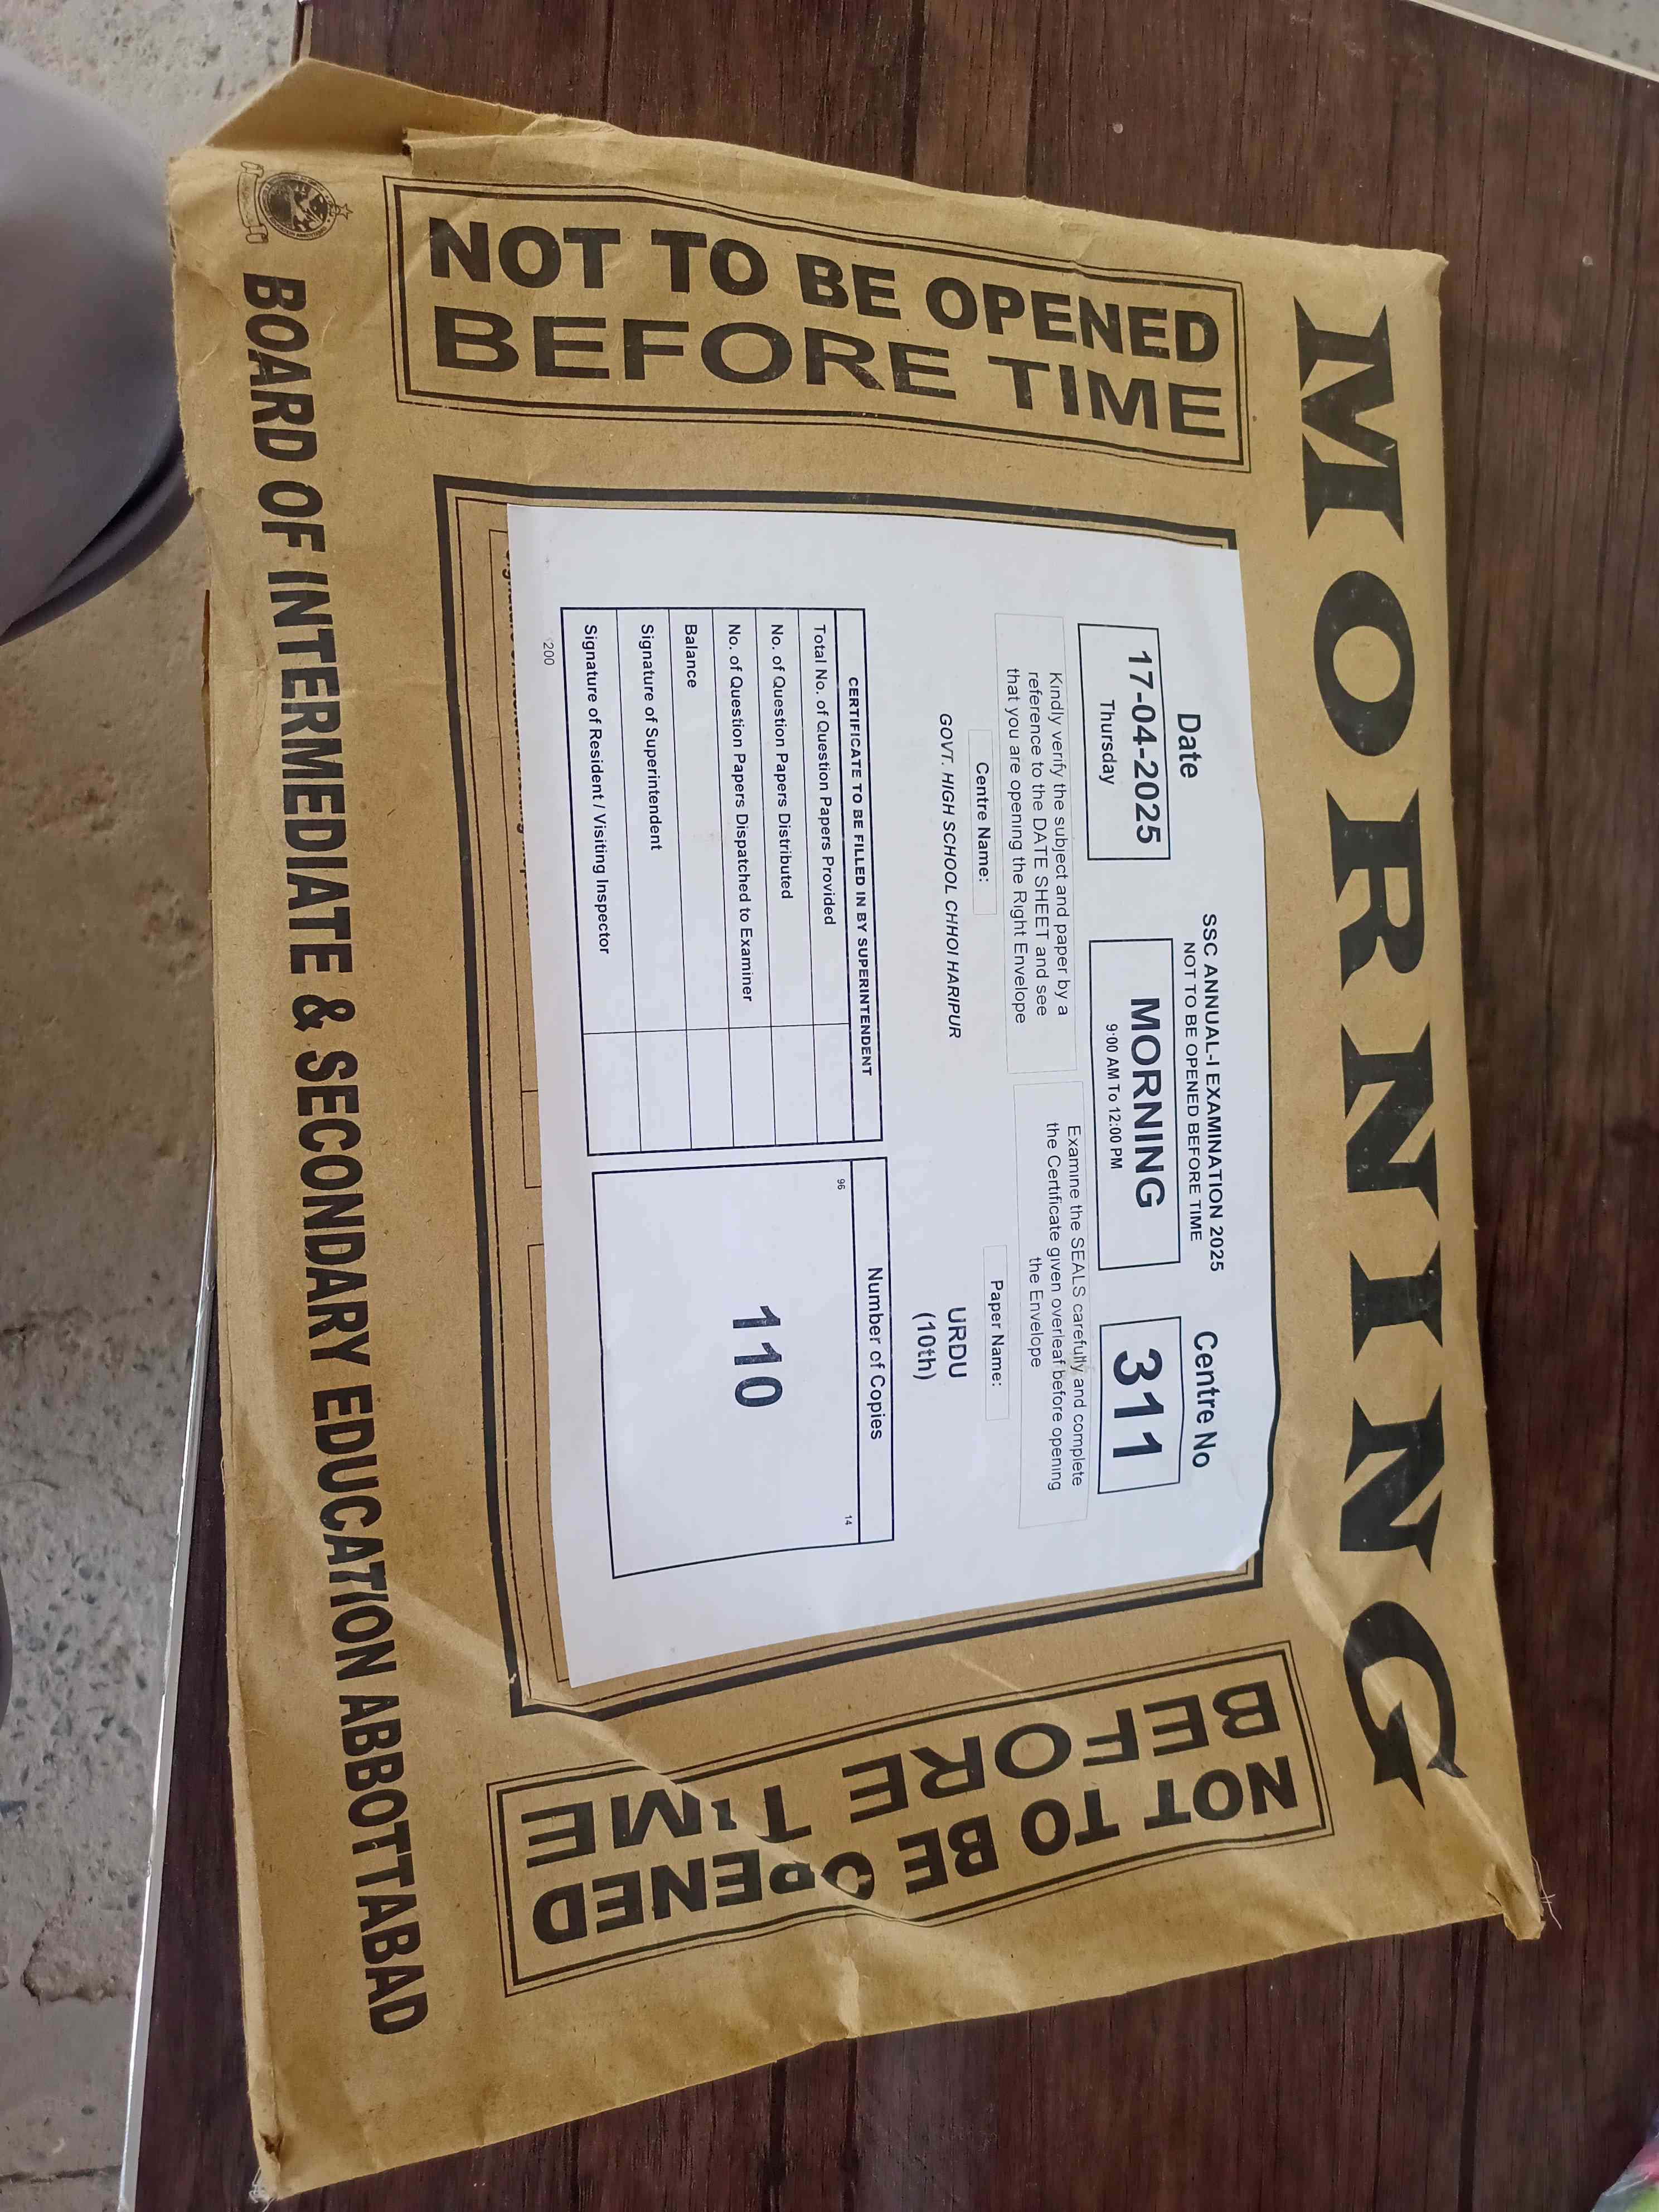 MORNING
NOT TO BE OPENED
BEFORE TIME
Date
SSC ANNUAL-I EXAMINATION 2025
NOT TO BE OPENED BEFORE TIME
Centre No
17-04-2025
Thursday
MORNING
9:00 AM To 12:00 PM
311
Kindly verify the subject and paper by a
reference to the DATE SHEET and see
that you are opening the Right Envelope
Examine the SEALS carefully and complete
the Certificate given overleaf before opening
the Envelope
Centre Name:
Paper Name:
GOVT. HIGH SCHOOL CHHOI HARIPUR
URDU
(10th)
CERTIFICATE TO BE FILLED IN BY SUPERINTENDENT
Total No. of Question Papers Provided
No. of Question Papers Distributed
No. of Question Papers Dispatched to Examiner
Balance
Signature of Superintendent
Signature of Resident / Visiting Inspector
Number of Copies
96
14
110
200
NOT TO BE OPENED
BEFORE TIME
BOARD OF INTERMEDIATE & SECONDARY EDUCATION ABBOTTABAD